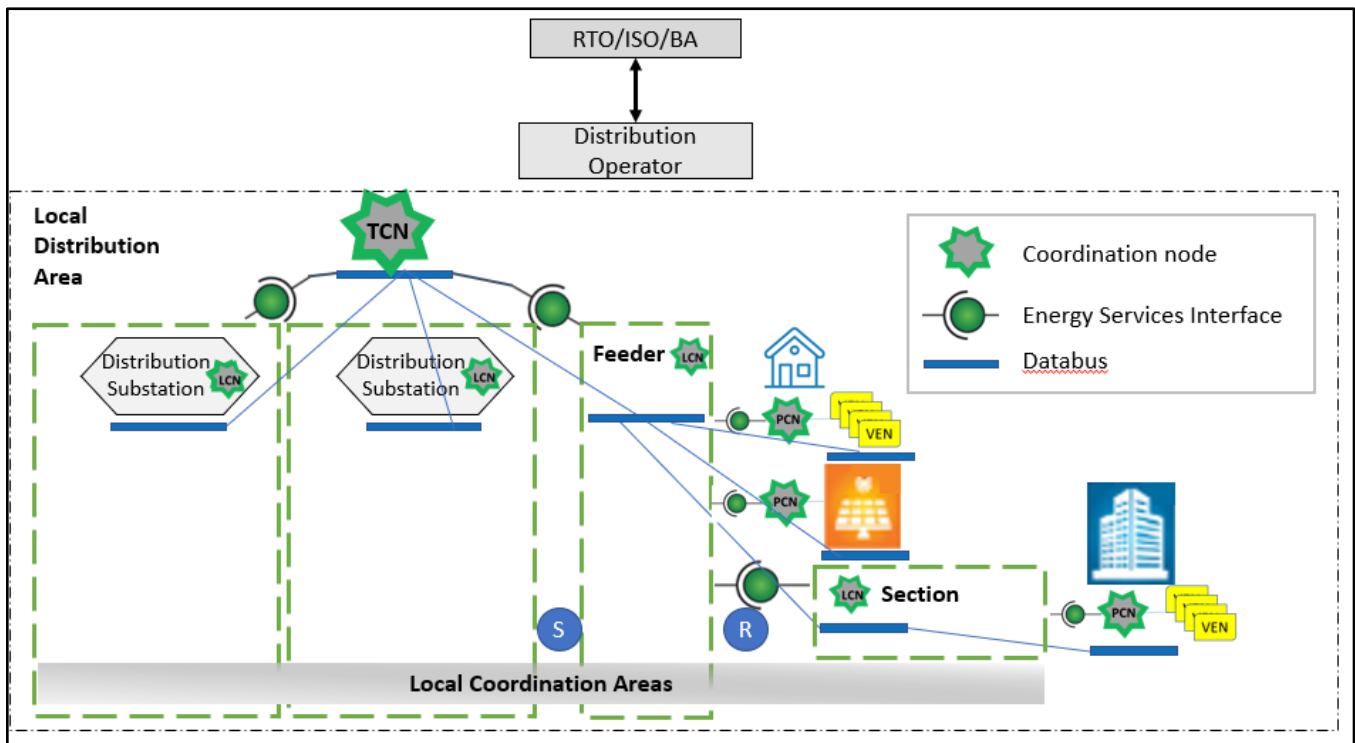 RTO/ISO/BA
Distribution
Operator
Local
Distribution
Area
TCN
Coordination node
Energy Services Interface
Databus
Distribution
Substation
LCN
Distribution
Substation
LCN
Feeder
LCN
PCN
VEN
PCN
LCN
Section
PCN
VEN
S
R
Local Coordination Areas